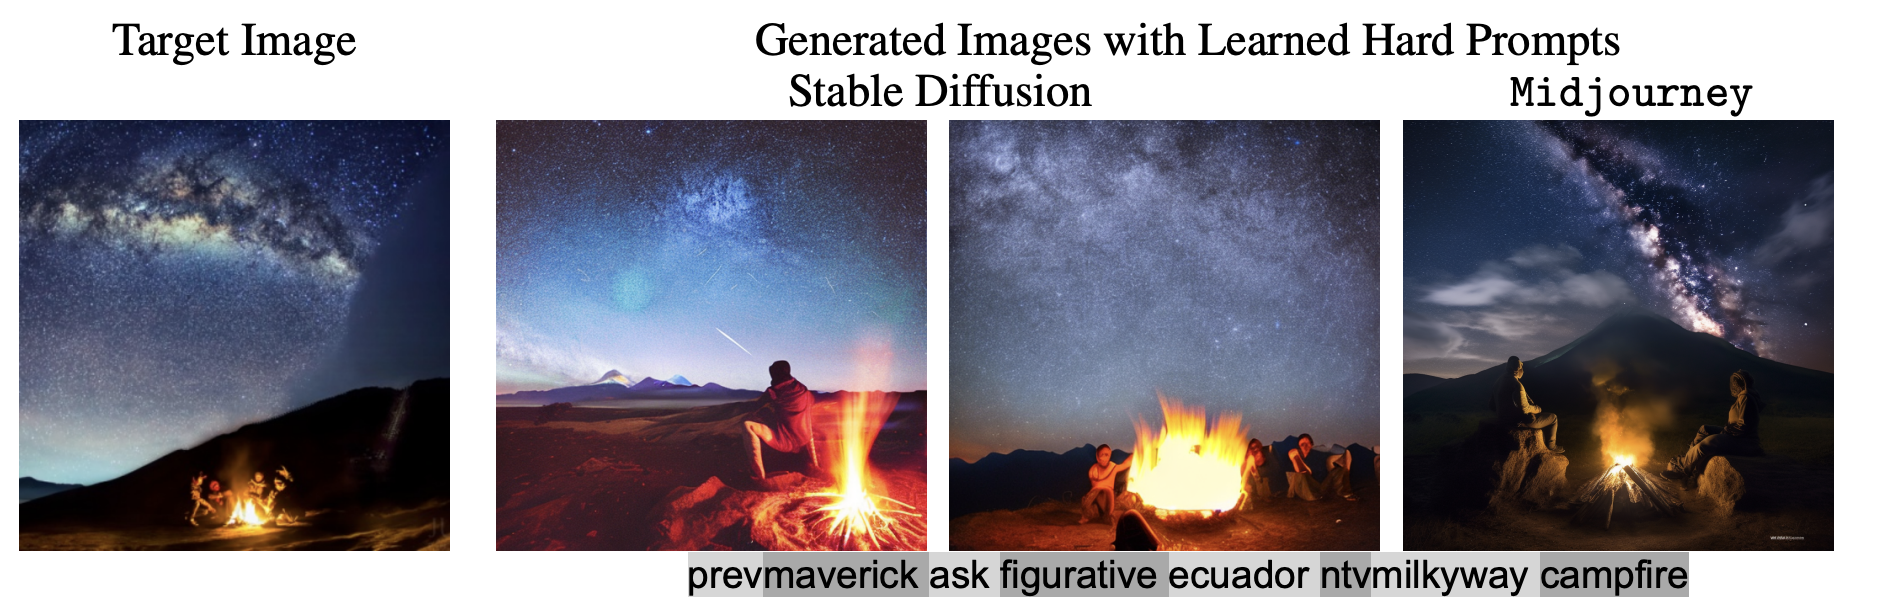 Target Image
Generated Images with Learned Hard Prompts
Stable Diffusion
Midjourney
prevmaverick ask figurative ecuador ntvmilkyway campfire